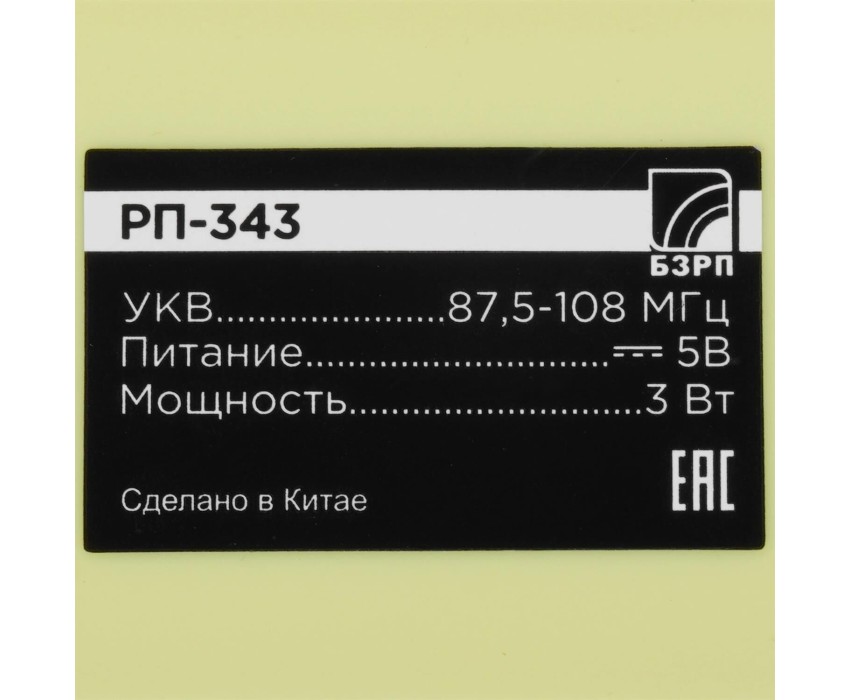 РП-343
БЗРП
УКВ......................87,5-108 МГц
Питание.............................5В
Мощность............................3 Вт
Сделано в Китае
ЕАС